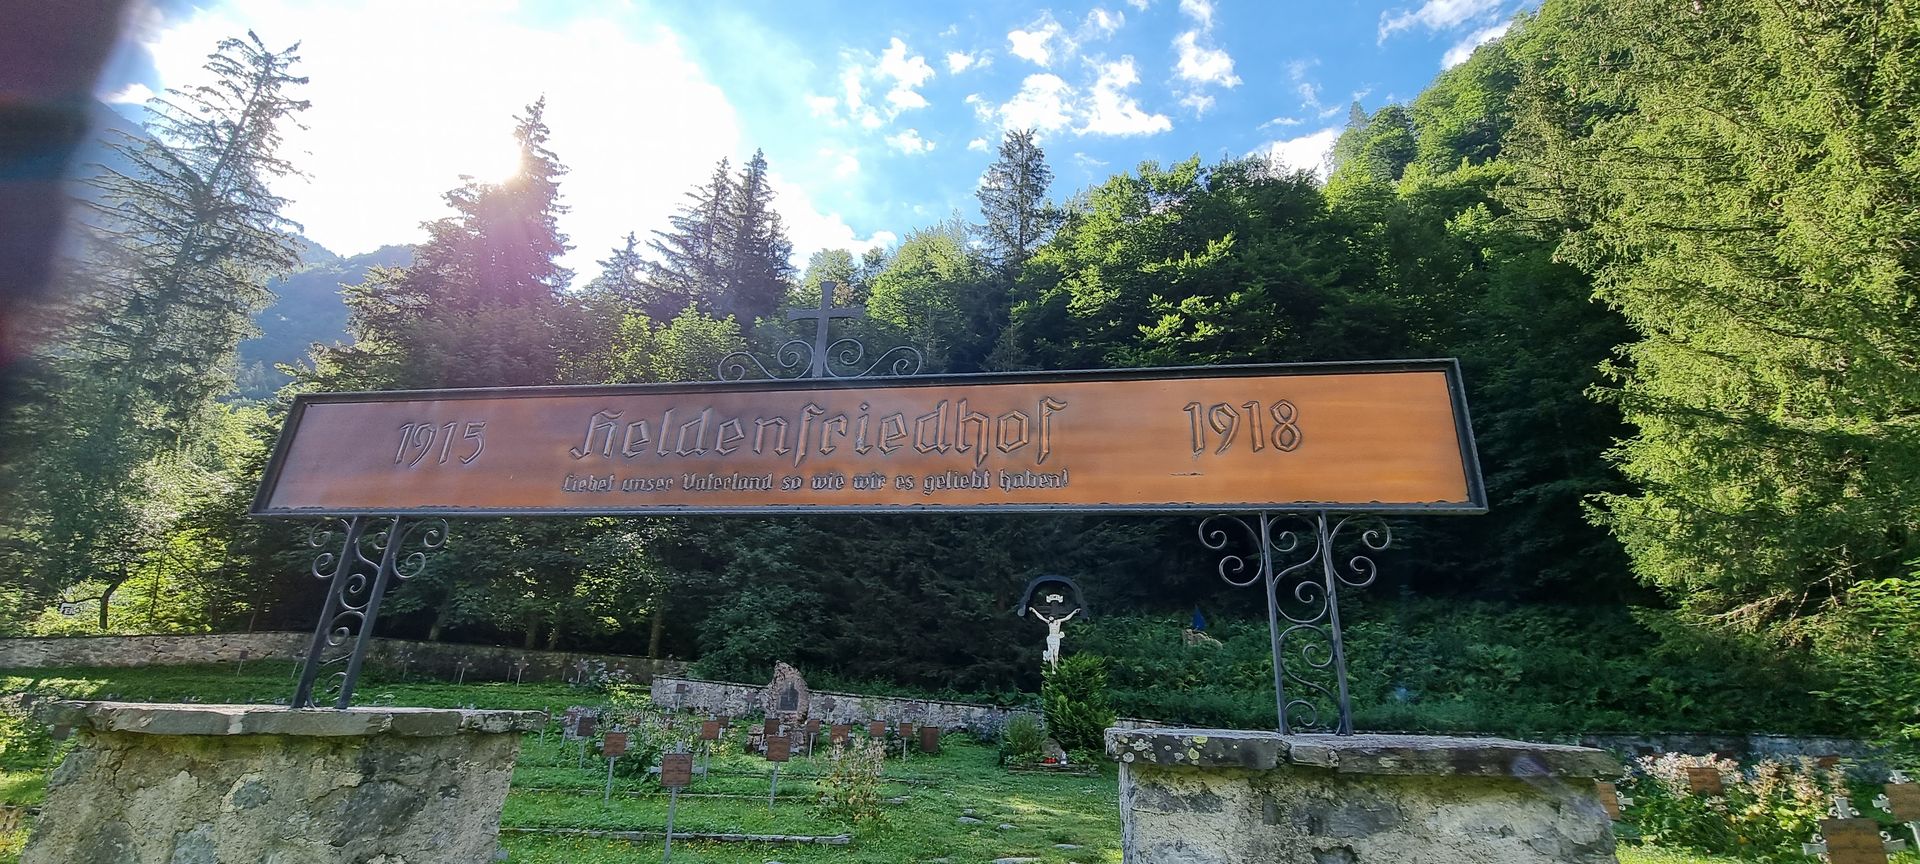 1915 Heldenfriedhof 1918
Liebet unser Vaterland so wie wir es geliebt haben!